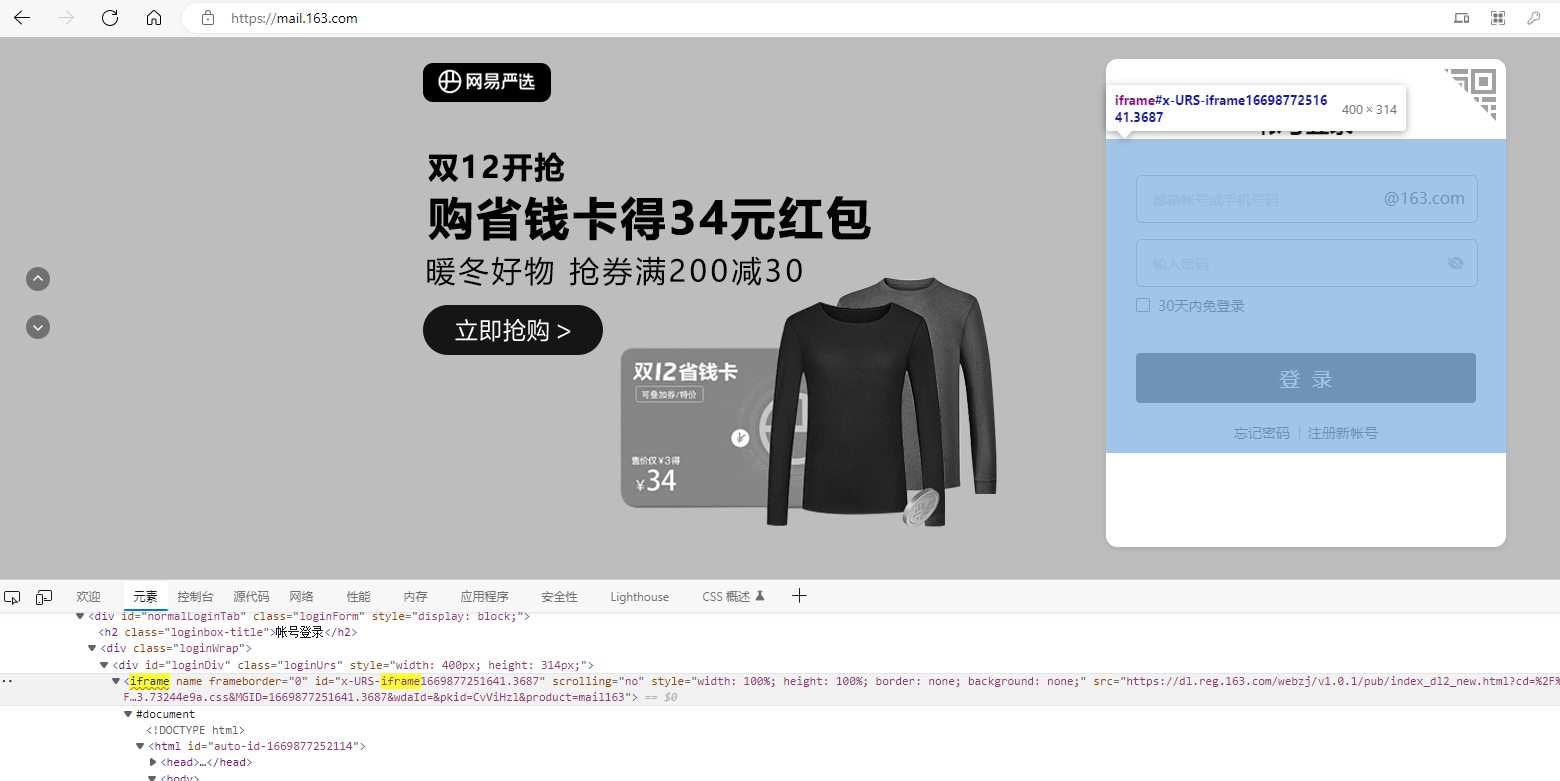 https://mail.163.com
网易严选
双12开抢
购省钱卡得34元红包
暖冬好物 抢券满200减30
立即抢购 >
双12省钱卡
可叠加券/特价
售价仅¥3得
¥34
iframe#x-URS-iframe16698772516
41.3687
400 × 314
帐号登录
邮箱帐号或手机号码
@163.com
输入密码
30天内免登录
登 录
忘记密码
注册新帐号
欢迎 元素 控制台 源代码 网络 性能 内存 应用程序 安全性 Lighthouse CSS 概述
<div id="normalLoginTab" class="loginForm" style="display: block;">
<h2 class="loginbox-title">帐号登录</h2>
<div class="loginWrap">
<div id="loginDiv" class="loginUrs" style="width: 400px; height: 314px;">
<iframe name frameborder="0" id="x-URS-iframe1669877251641.3687" scrolling="no" style="width: 100%; height: 100%; border: none; background: none;" src="https://dl.reg.163.com/webzj/v1.0.1/pub/index_dl2_new.html?cd=%2F%
F…3.73244e9a.css&MGID=1669877251641.3687&wdaId=&pkid=CvViHzl&product=mail163"> == $0
#document
<!DOCTYPE html>
<html id="auto-id-1669877252114">
<head>…</head>
<body>